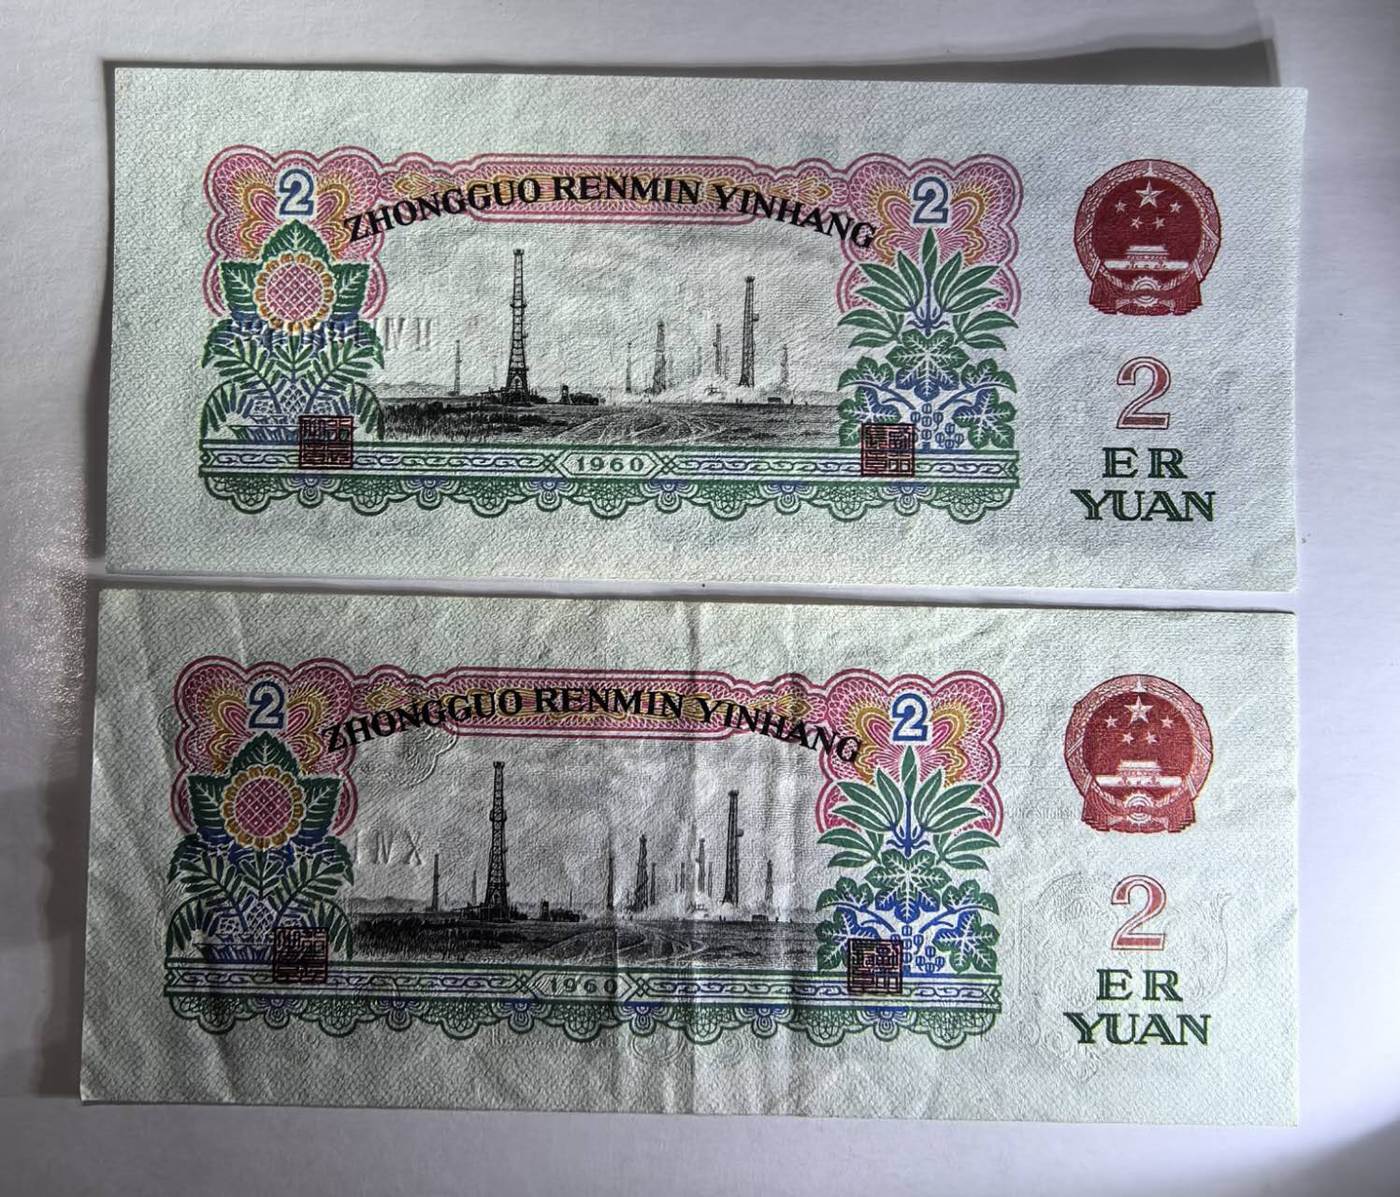 2 2
ZHONGGUO RENMIN YINHANG
2
1960
ER
YUAN
2 2
ZHONGGUO RENMIN YINHANG
2
1960
ER
YUAN